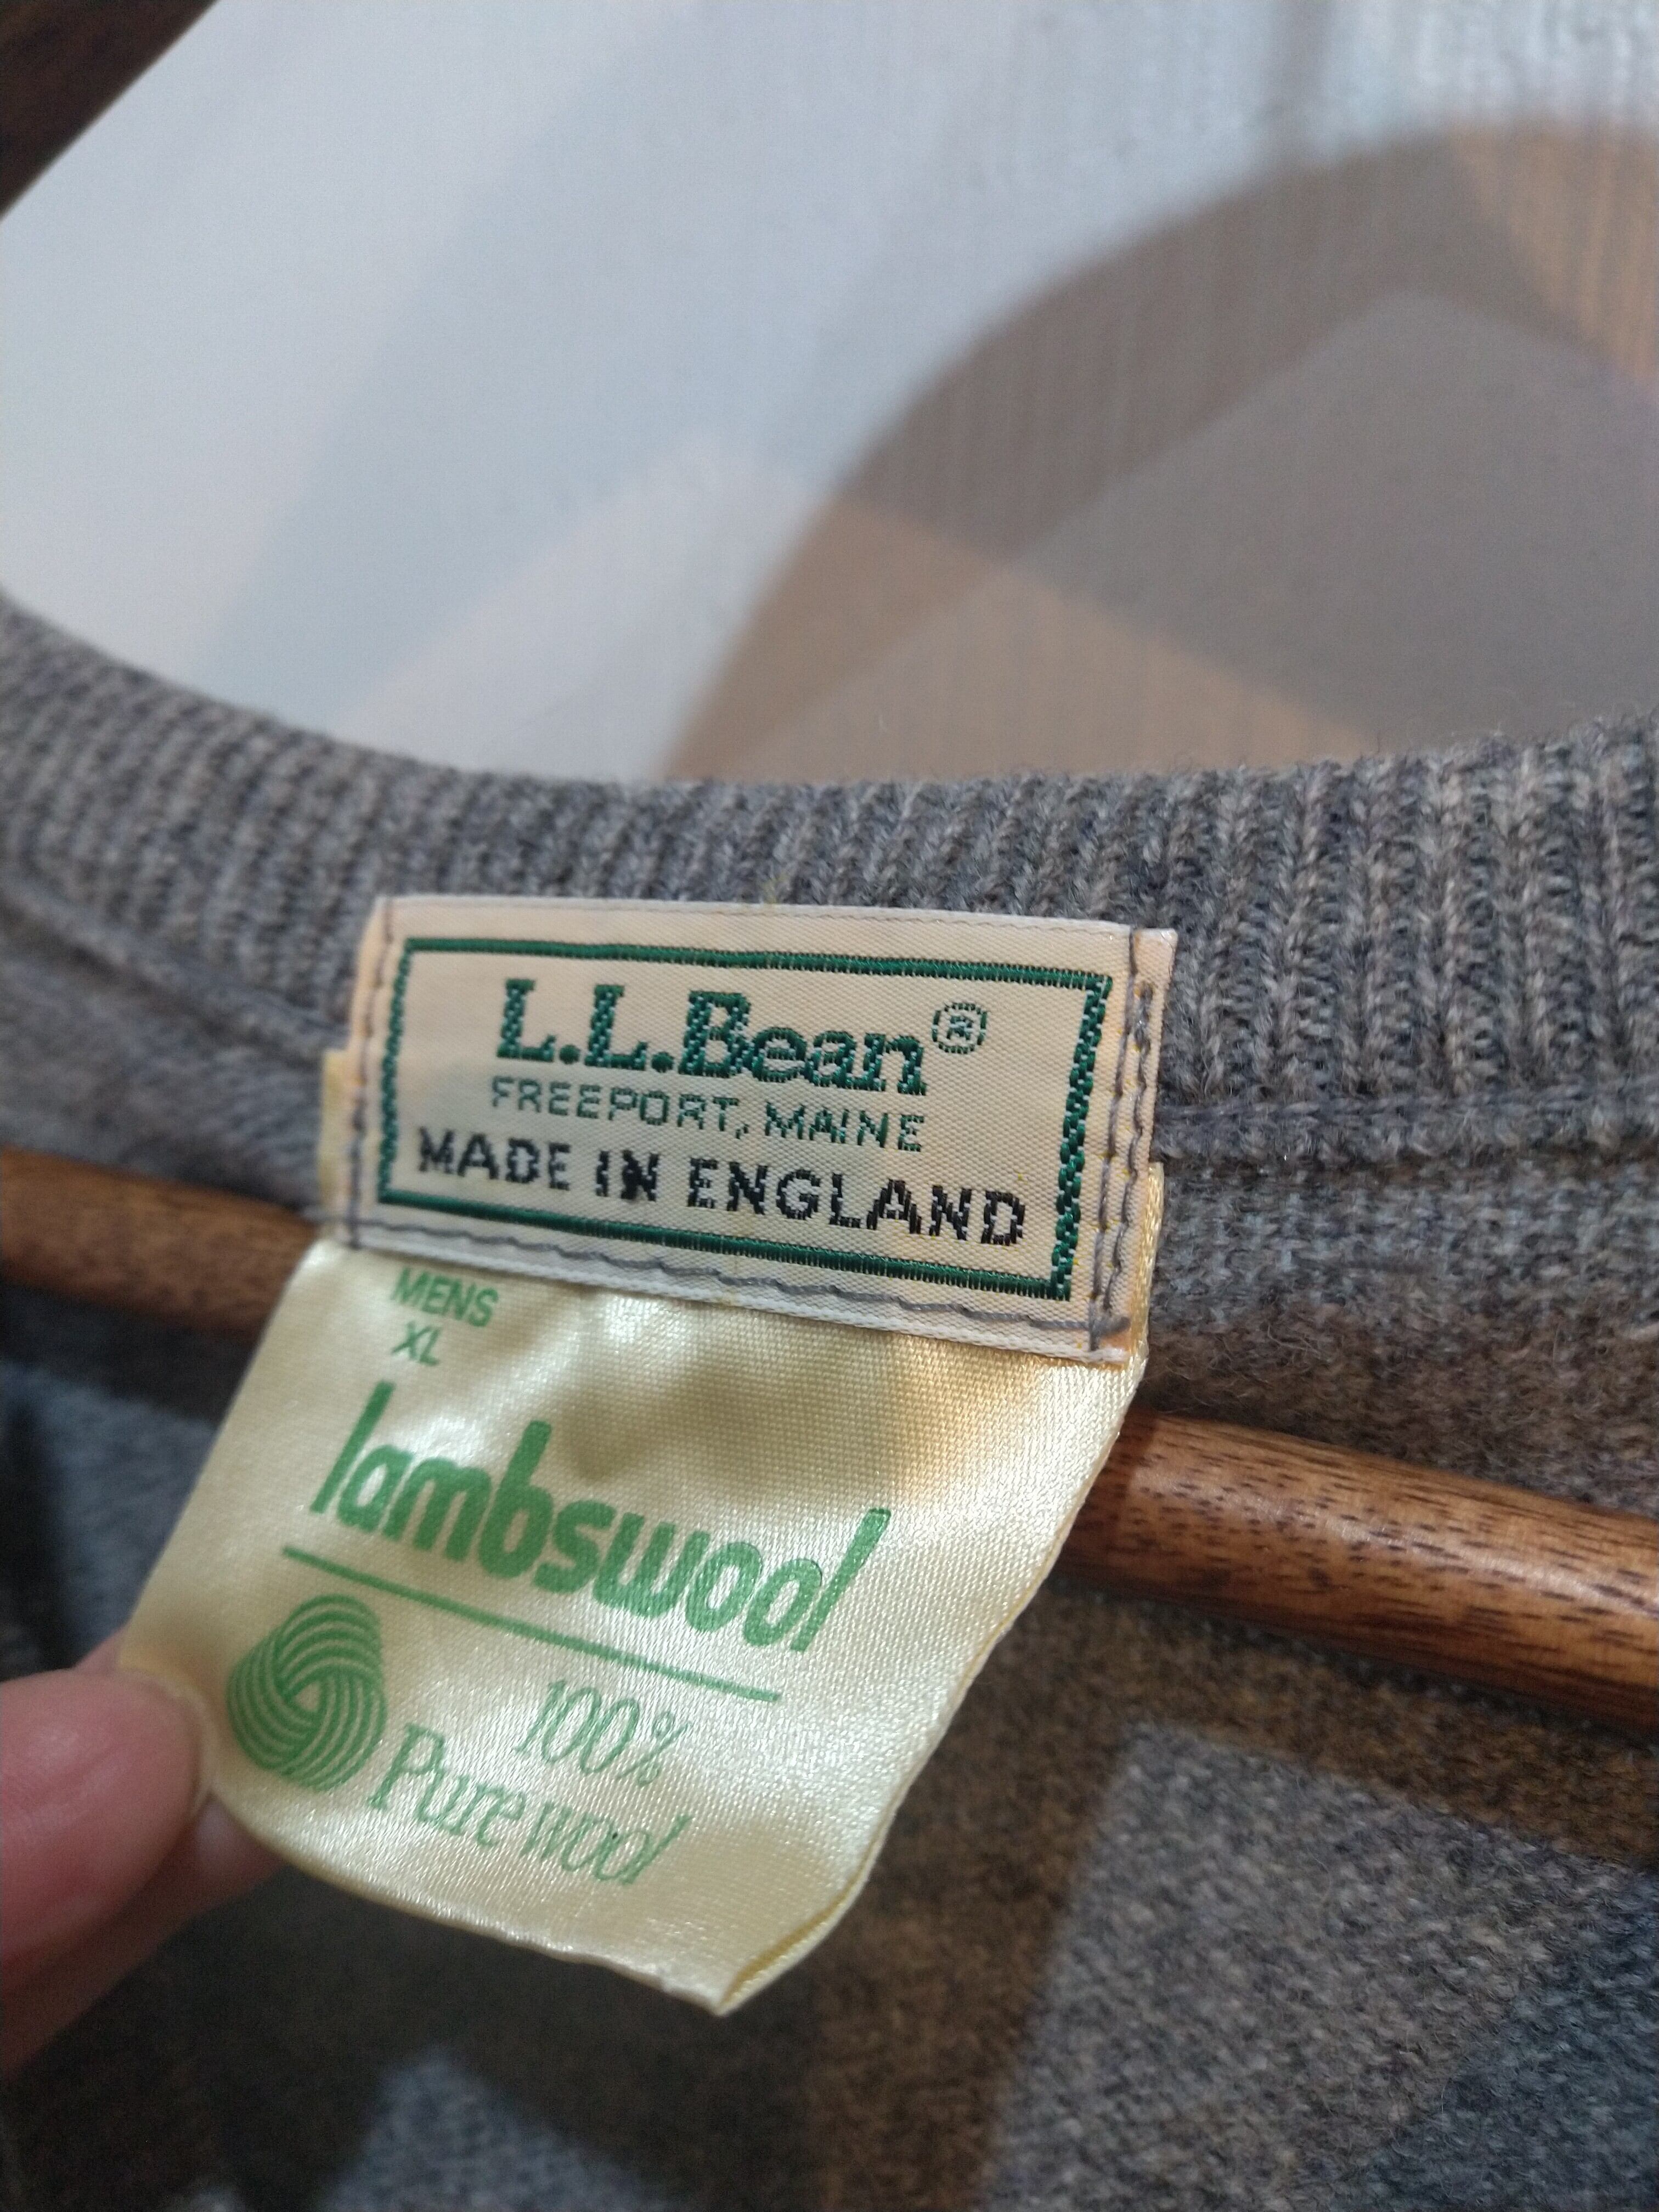 L.L.Bean®
FREEPORT, MAINE
MADE IN ENGLAND
MENS
XL
lambswool
100%
Pure wool